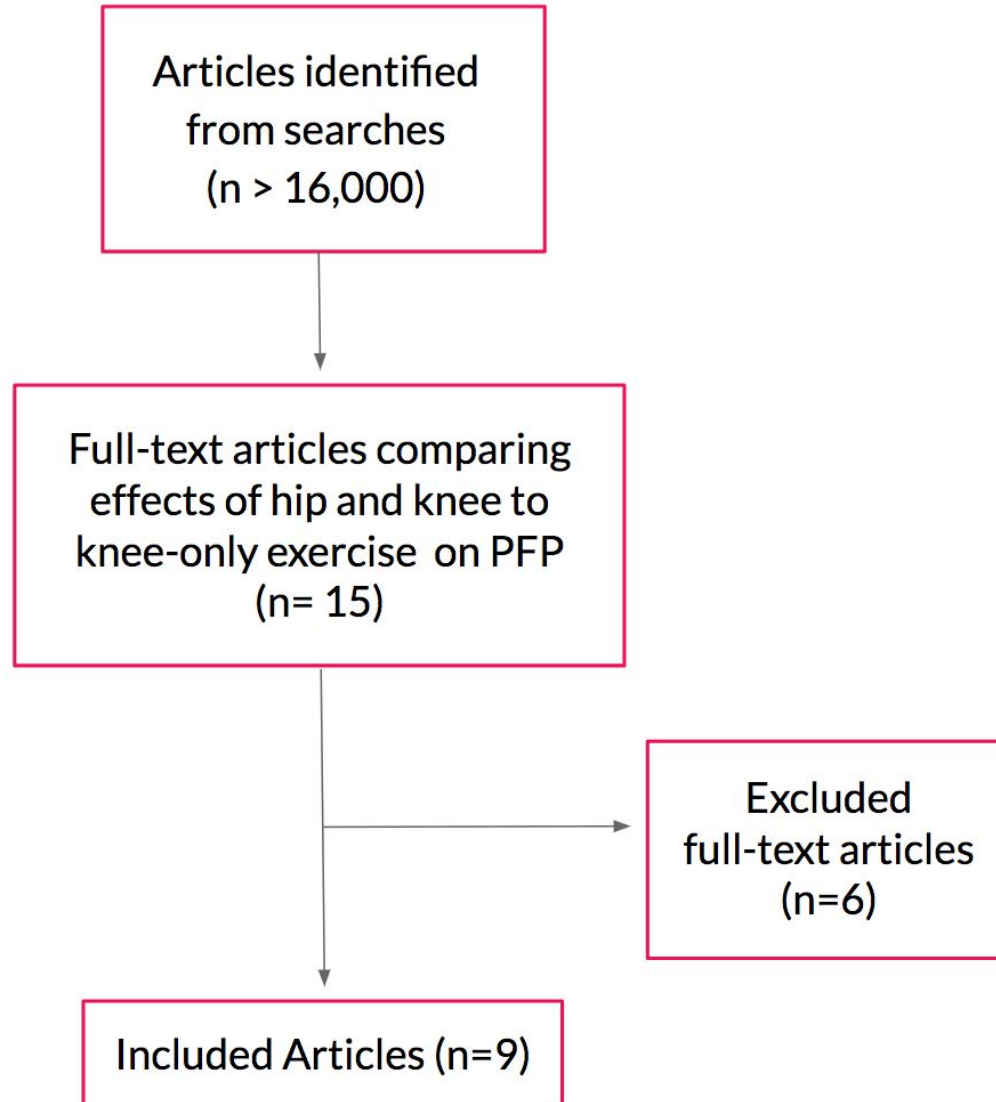 Articles identified
from searches
(n > 16,000)
Full-text articles comparing
effects of hip and knee to
knee-only exercise  on PFP
(n= 15)
Excluded
full-text articles
(n=6)
Included Articles (n=9)